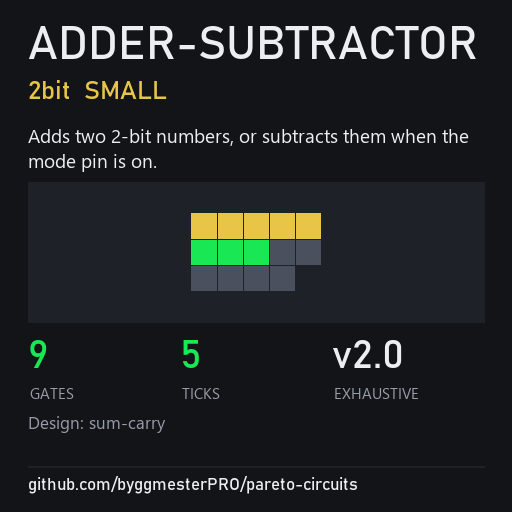 ADDER-SUBTRACTOR
2bit SMALL
Adds two 2-bit numbers, or subtracts them when the
mode pin is on.
9 5 v2.0
GATES TICKS EXHAUSTIVE
Design: sum-carry
github.com/byggmesterPRO/pareto-circuits